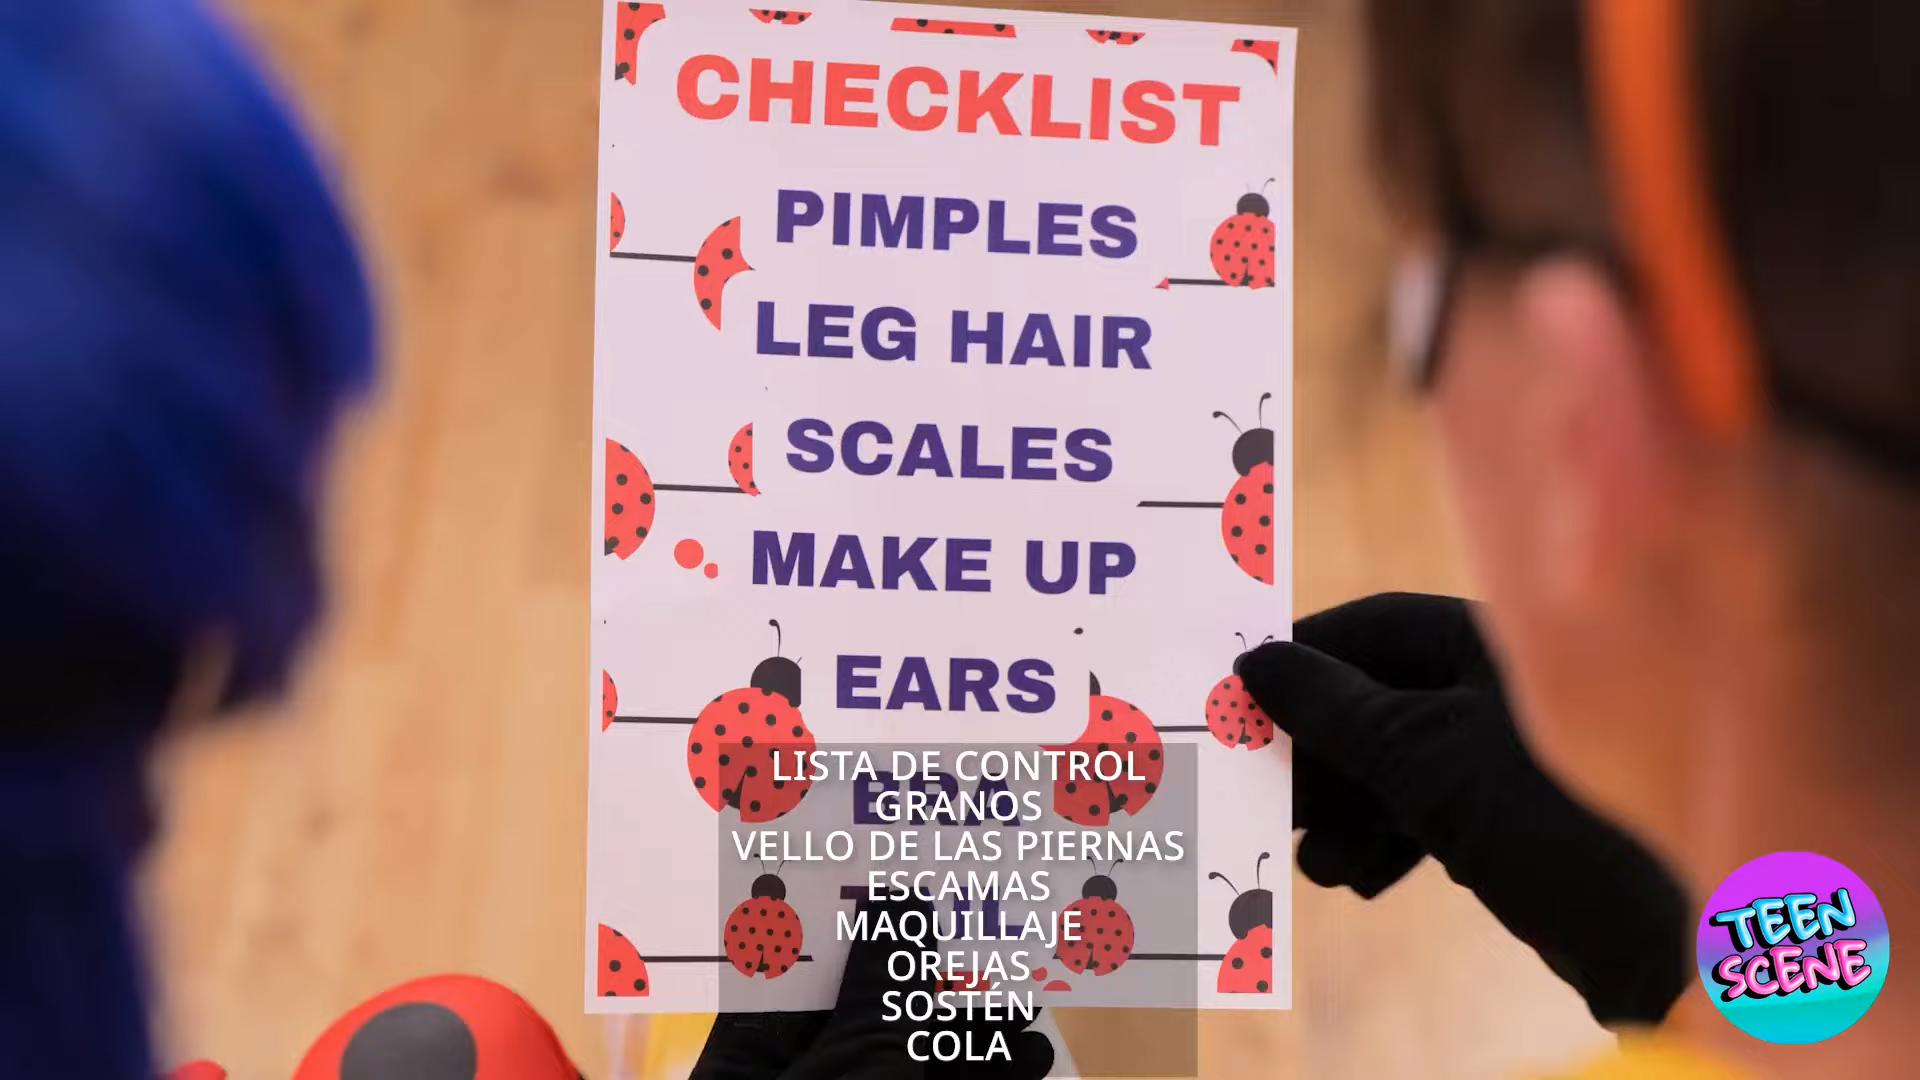 CHECKLIST
PIMPLES
LEG HAIR
SCALES
MAKE UP
EARS
BRA
LISTA DE CONTROL
GRANOS
VELLO DE LAS PIERNAS
ESCAMAS
MAQUILLAJE
OREJAS
SOSTÉN
COLA
TEEN
SCENE